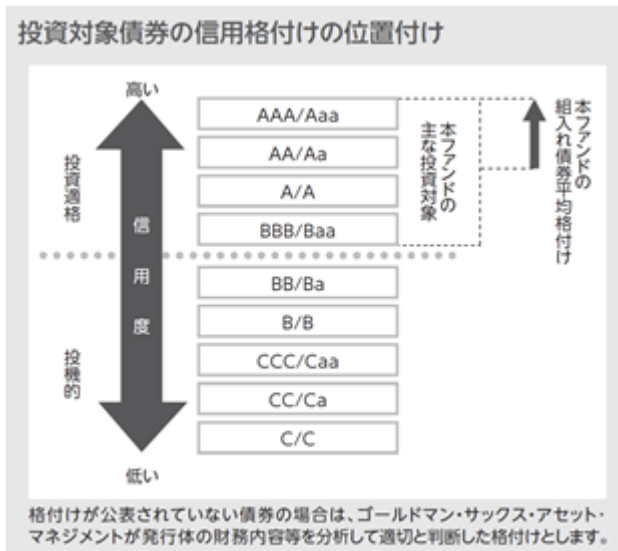 投資対象債券の信用格付けの位置付け
高い
投資適格
信用度
投機的
低い
AAA/Aaa
AA/Aa
A/A
BBB/Baa
BB/Ba
B/B
CCC/Caa
CC/Ca
C/C
本ファンドの
主な投資対象
本ファンドの
組入れ債券平均格付け
格付けが公表されていない債券の場合は、ゴールドマン・サックス・アセット・
マネジメントが発行体の財務内容等を分析して適切と判断した格付けとします。